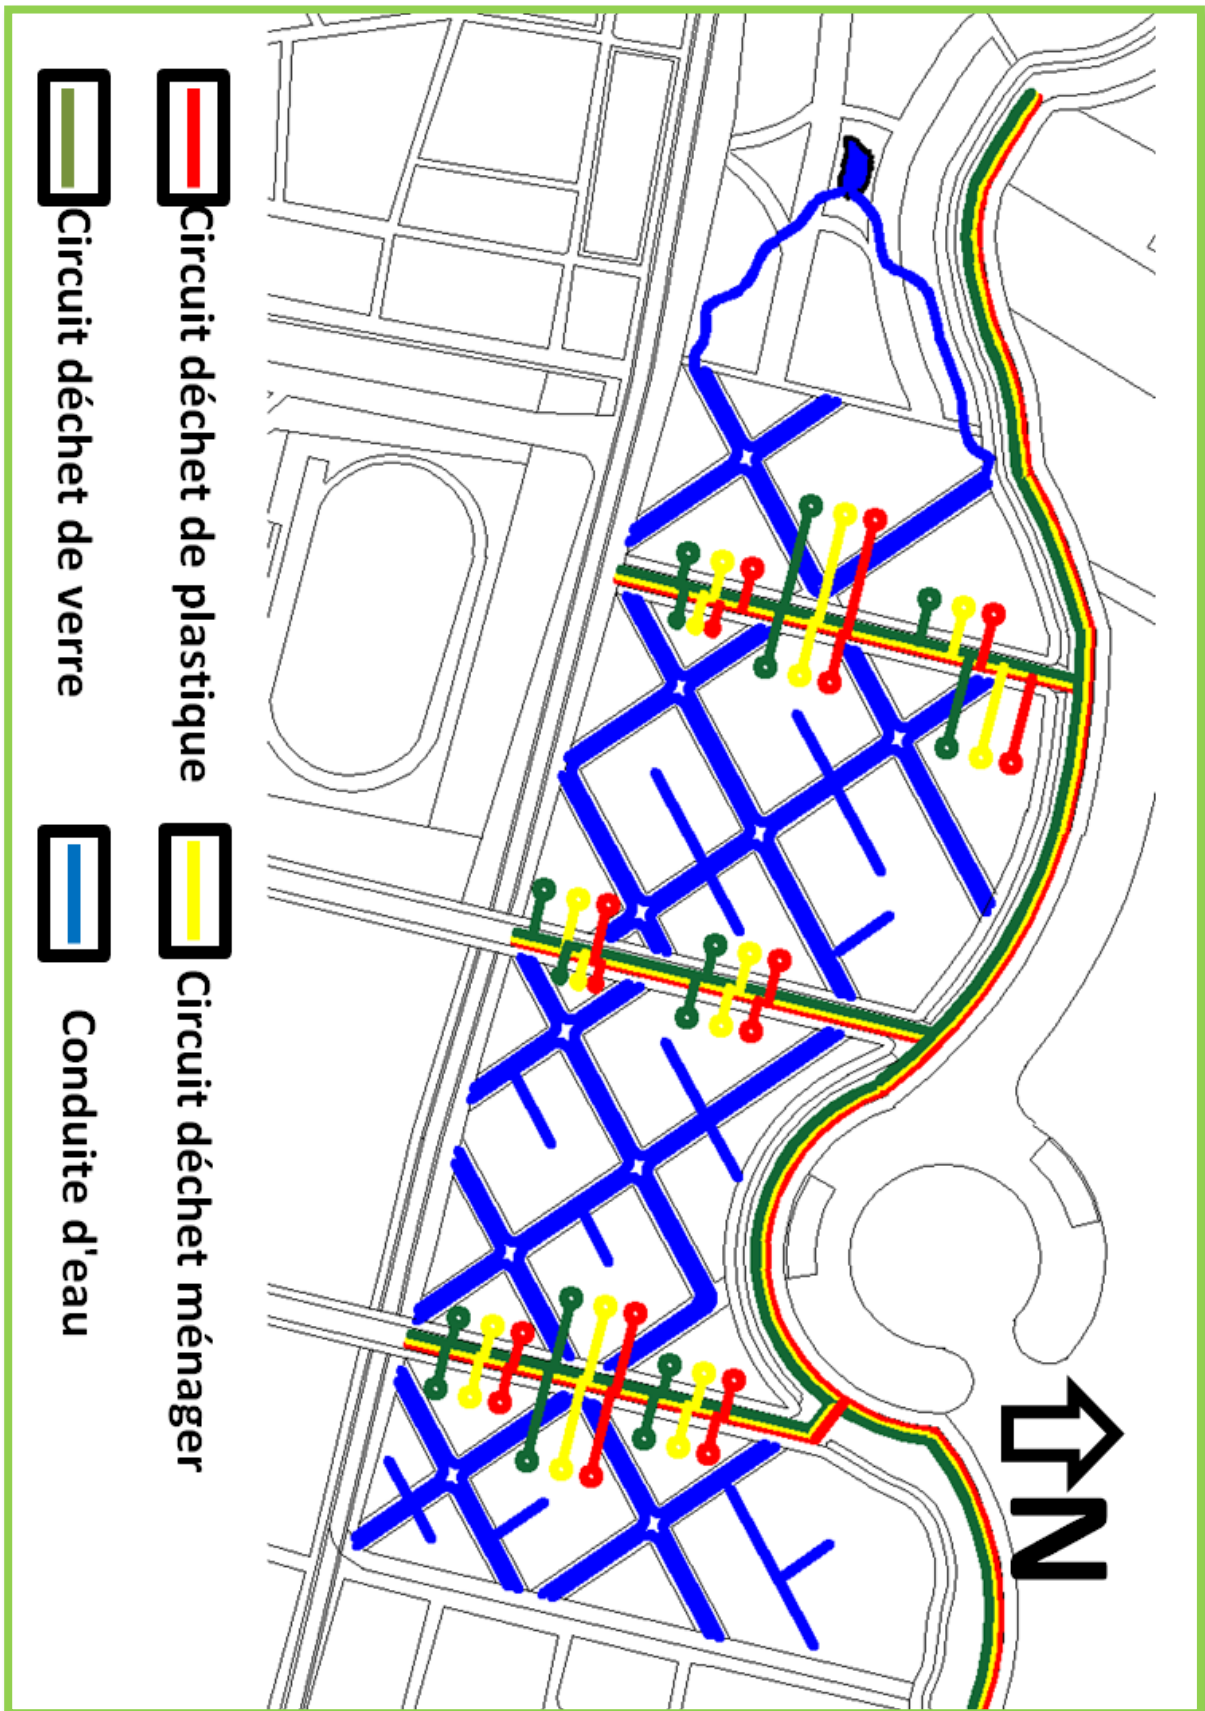 N
Circuit déchet de plastique
Circuit déchet ménager
Circuit déchet de verre
Conduite d'eau